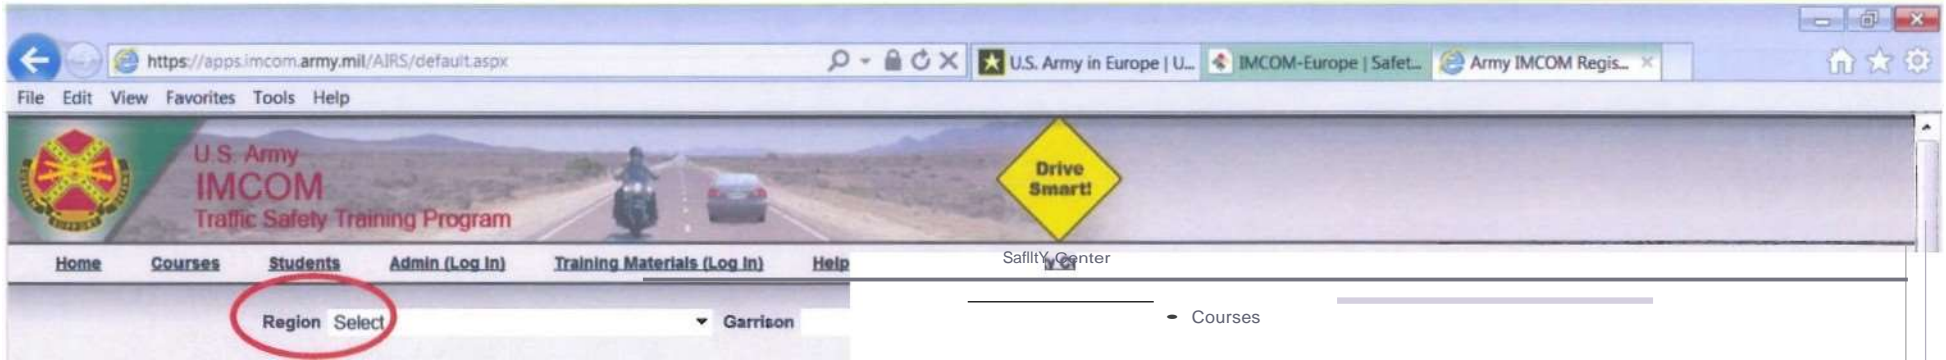 https://apps.imcom.army.mil/AIRS/default.aspx U.S. Army in Europe | U... IMCOM-Europe | Safet... Army IMCOM Regis...
File Edit View Favorites Tools Help
U.S. Army
IMCOM
Traffic Safety Training Program
Drive
Smart!
Home Courses Students Admin (Log In) Training Materials (Log In) Help SafIltY Center
Region Select Garrison • Courses